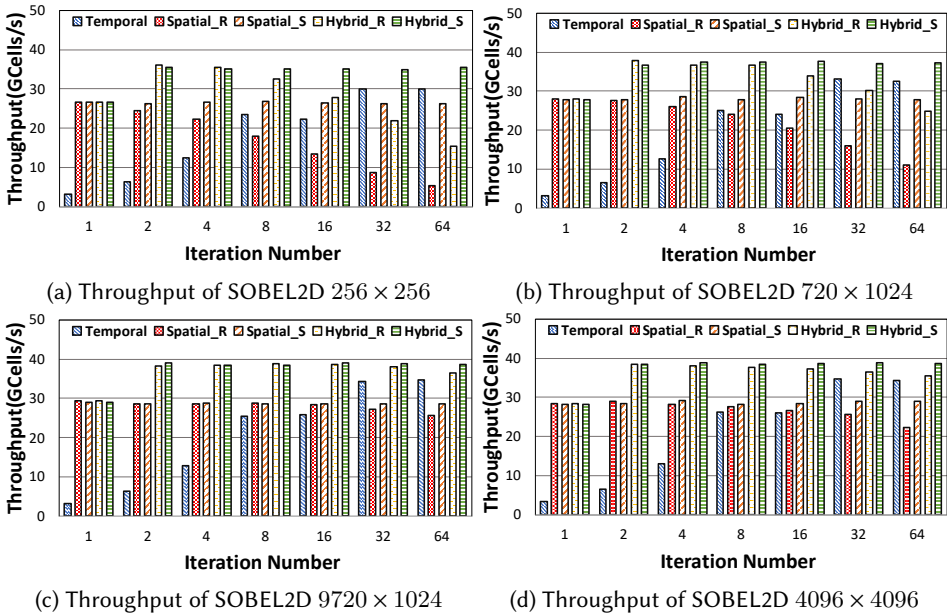 50
40
30
20
10
0
Throughput(GCells/s)
Temporal Spatial_R Spatial_S Hybrid_R Hybrid_S
1 2 4 8 16 32 64
Iteration Number
(a) Throughput of SOBEL2D 256 × 256
50
40
30
20
10
0
Throughput(GCells/s)
Temporal Spatial_R Spatial_S Hybrid_R Hybrid_S
1 2 4 8 16 32 64
Iteration Number
(b) Throughput of SOBEL2D 720 × 1024
50
40
30
20
10
0
Throughput(GCells/s)
Temporal Spatial_R Spatial_S Hybrid_R Hybrid_S
1 2 4 8 16 32 64
Iteration Number
(c) Throughput of SOBEL2D 9720 × 1024
50
40
30
20
10
0
Throughput(GCells/s)
Temporal Spatial_R Spatial_S Hybrid_R Hybrid_S
1 2 4 8 16 32 64
Iteration Number
(d) Throughput of SOBEL2D 4096 × 4096